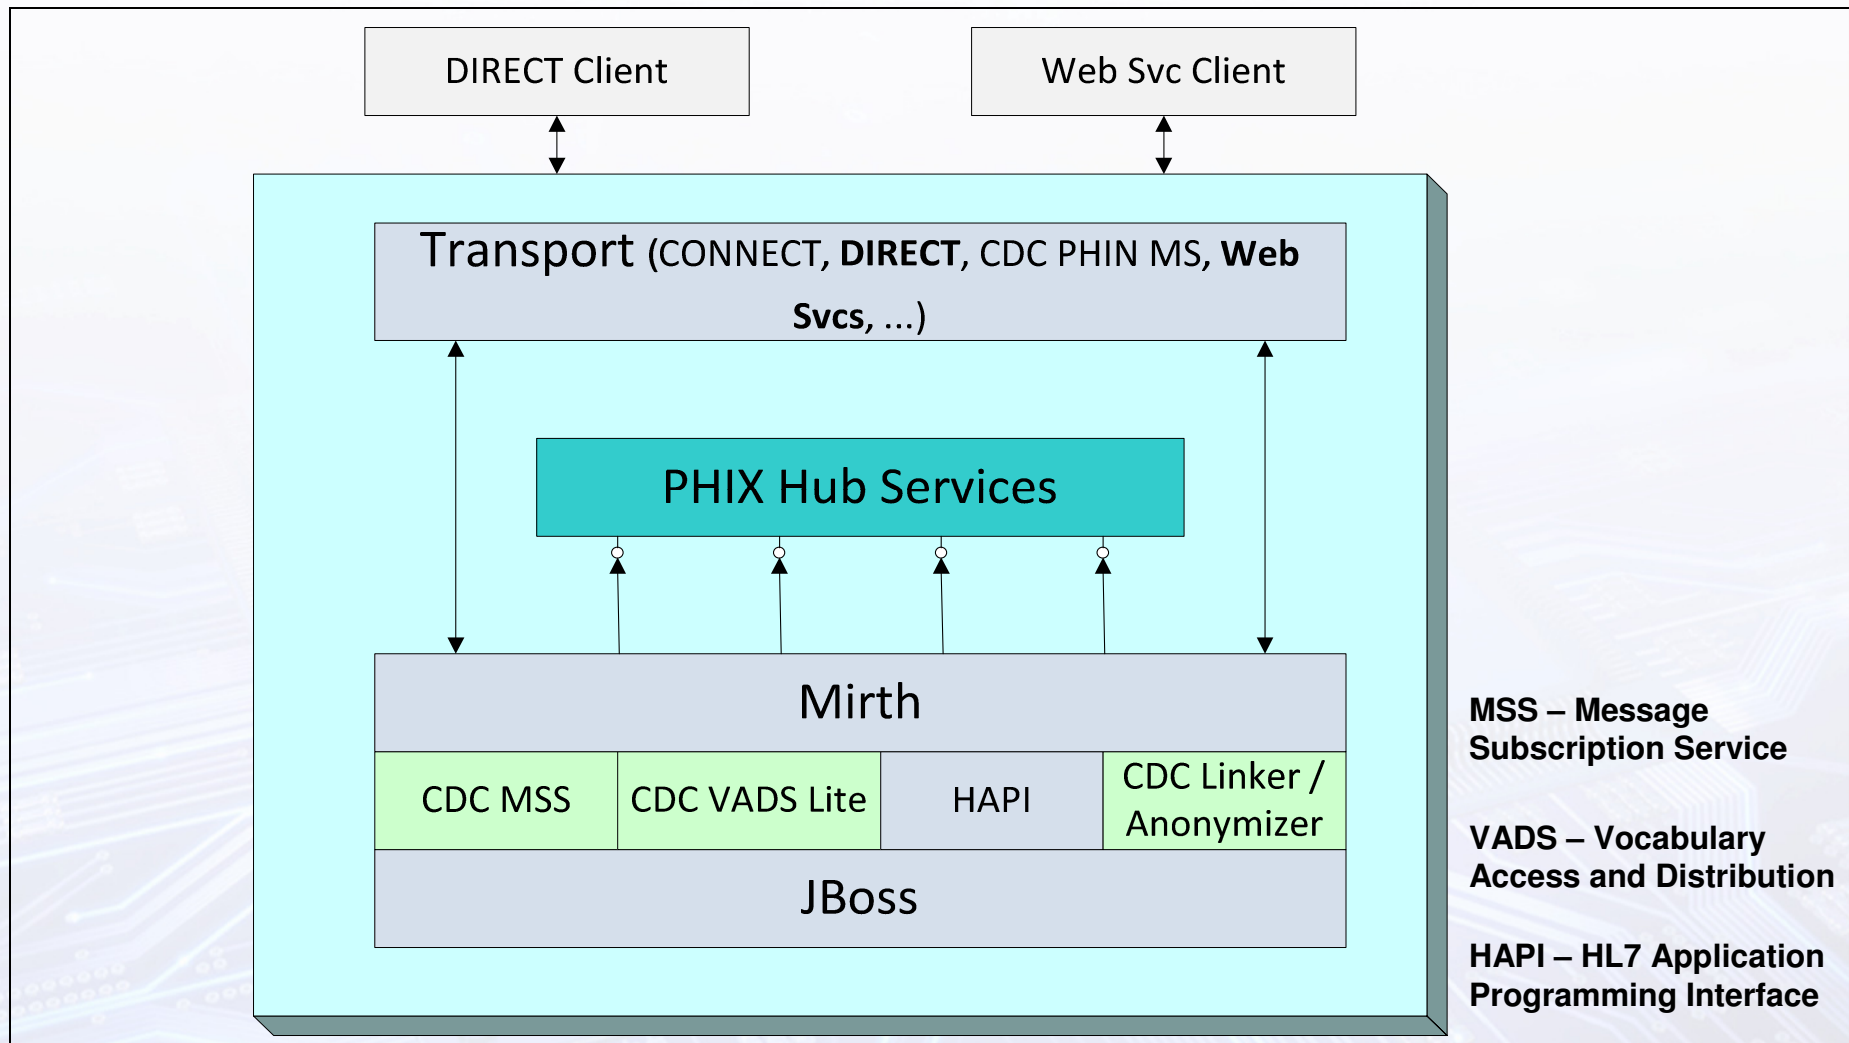 DIRECT Client
Web Svc Client
Transport (CONNECT, DIRECT, CDC PHIN MS, Web
Svcs, ...)
PHIX Hub Services
Mirth
CDC MSS
CDC VADS Lite
HAPI
CDC Linker /
Anonymizer
JBoss
MSS – Message
Subscription Service
VADS – Vocabulary
Access and Distribution
HAPI – HL7 Application
Programming Interface